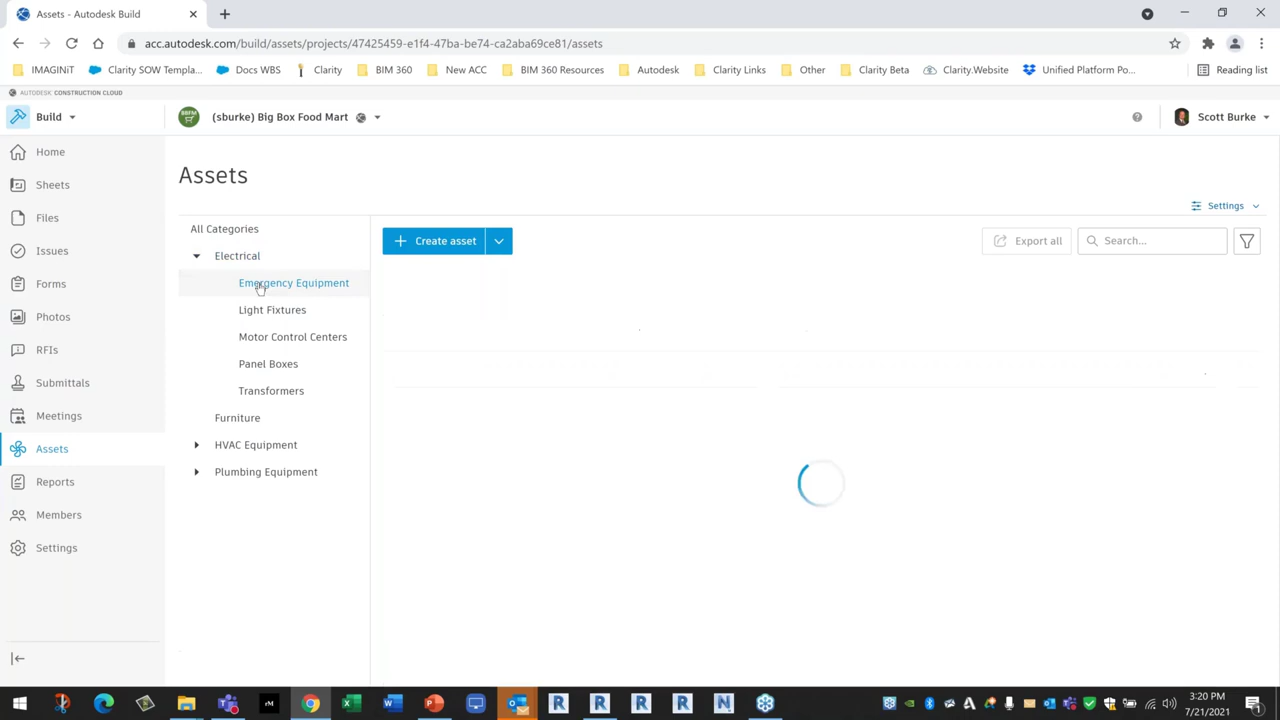 Assets - Autodesk Build
acc.autodesk.com/build/assets/projects/47425459-e1f4-47ba-be74-ca2aba69ce81/assets
IMAGINiT
Clarity SOW Templa...
Docs WBS
Clarity
BIM 360
New ACC
BIM 360 Resources
Autodesk
Clarity Links
Other
Clarity Beta
Clarity.Website
Unified Platform Po...
Reading list
AUTODESK CONSTRUCTION CLOUD
Build
BBFM
(sburke) Big Box Food Mart
Scott Burke
Home
Sheets
Files
Issues
Forms
Photos
RFIs
Submittals
Meetings
Assets
Reports
Members
Settings
Assets
Settings
All Categories
Electrical
Emergency Equipment
Light Fixtures
Motor Control Centers
Panel Boxes
Transformers
Furniture
HVAC Equipment
Plumbing Equipment
Create asset
Export all
Search...
3:20 PM
7/21/2021